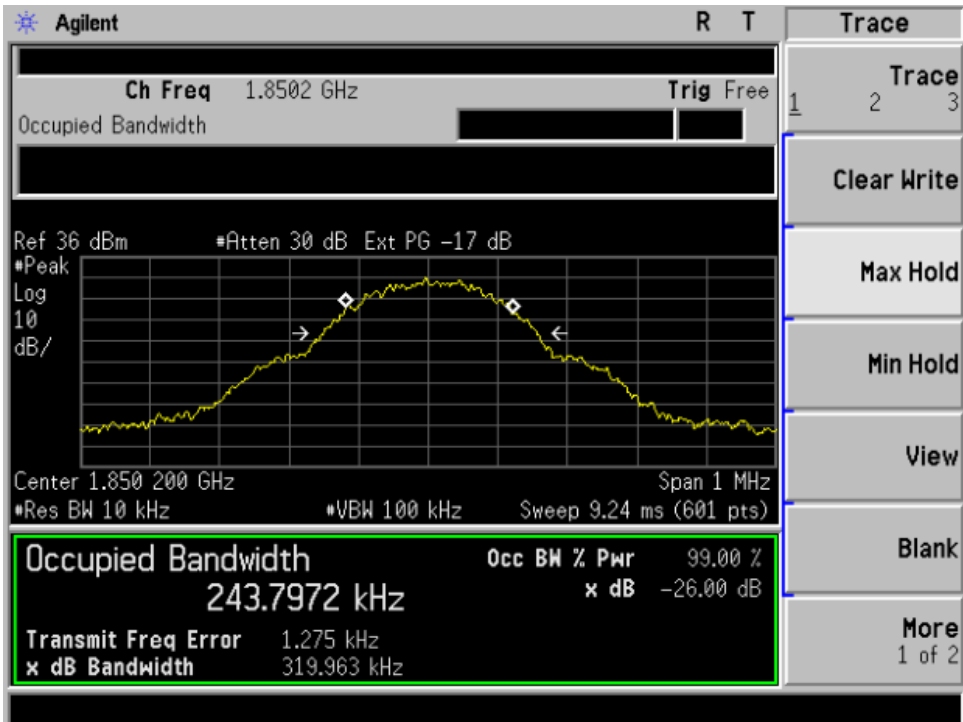 Agilent R T Trace
Ch Freq 1.8502 GHz Trig Free
Occupied Bandwidth
Trace
1 2 3
Clear Write
Ref 36 dBm #Atten 30 dB Ext PG −17 dB
#Peak
Log
10
dB/
Max Hold
Min Hold
View
Center 1.850 200 GHz Span 1 MHz
#Res BW 10 kHz #VBW 100 kHz Sweep 9.24 ms (601 pts)
Blank
Occupied Bandwidth
243.7972 kHz
Occ BW % Pwr 99.00 %
x dB −26.00 dB
Transmit Freq Error 1.275 kHz
x dB Bandwidth 319.963 kHz
More
1 of 2